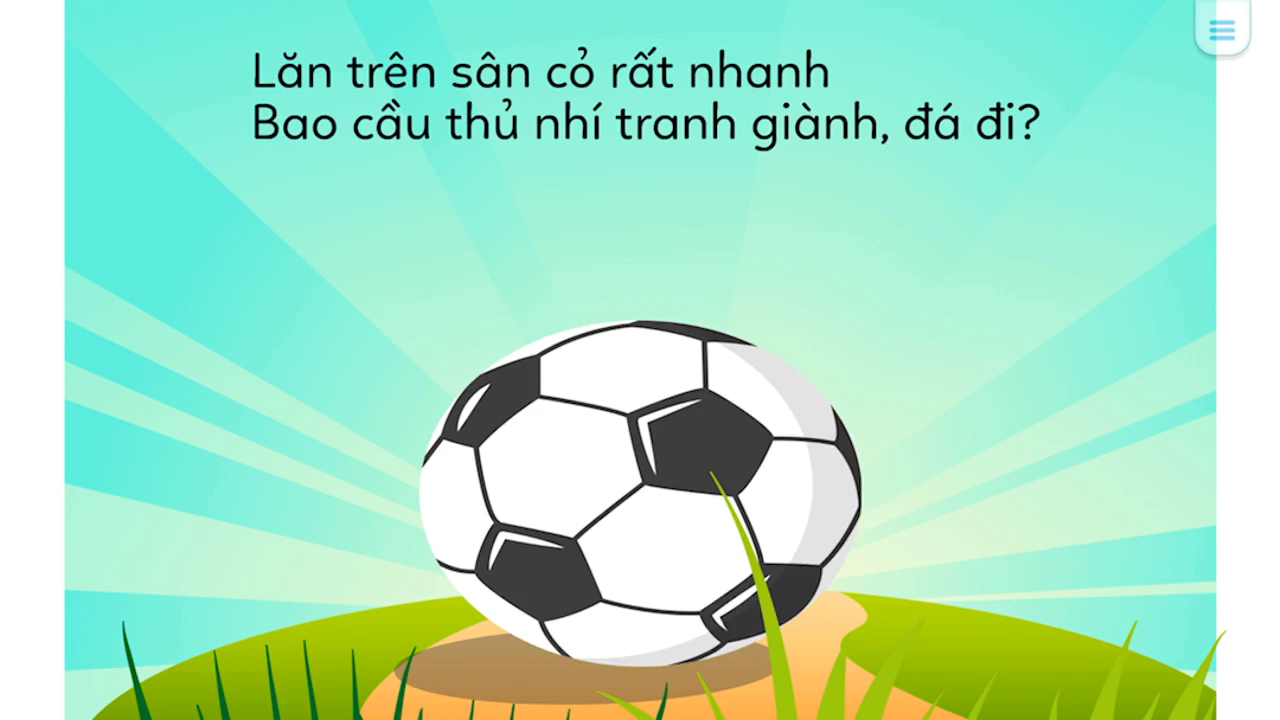 Lăn trên sân cỏ rất nhanh
Bao cầu thủ nhí tranh giành, đá đi?